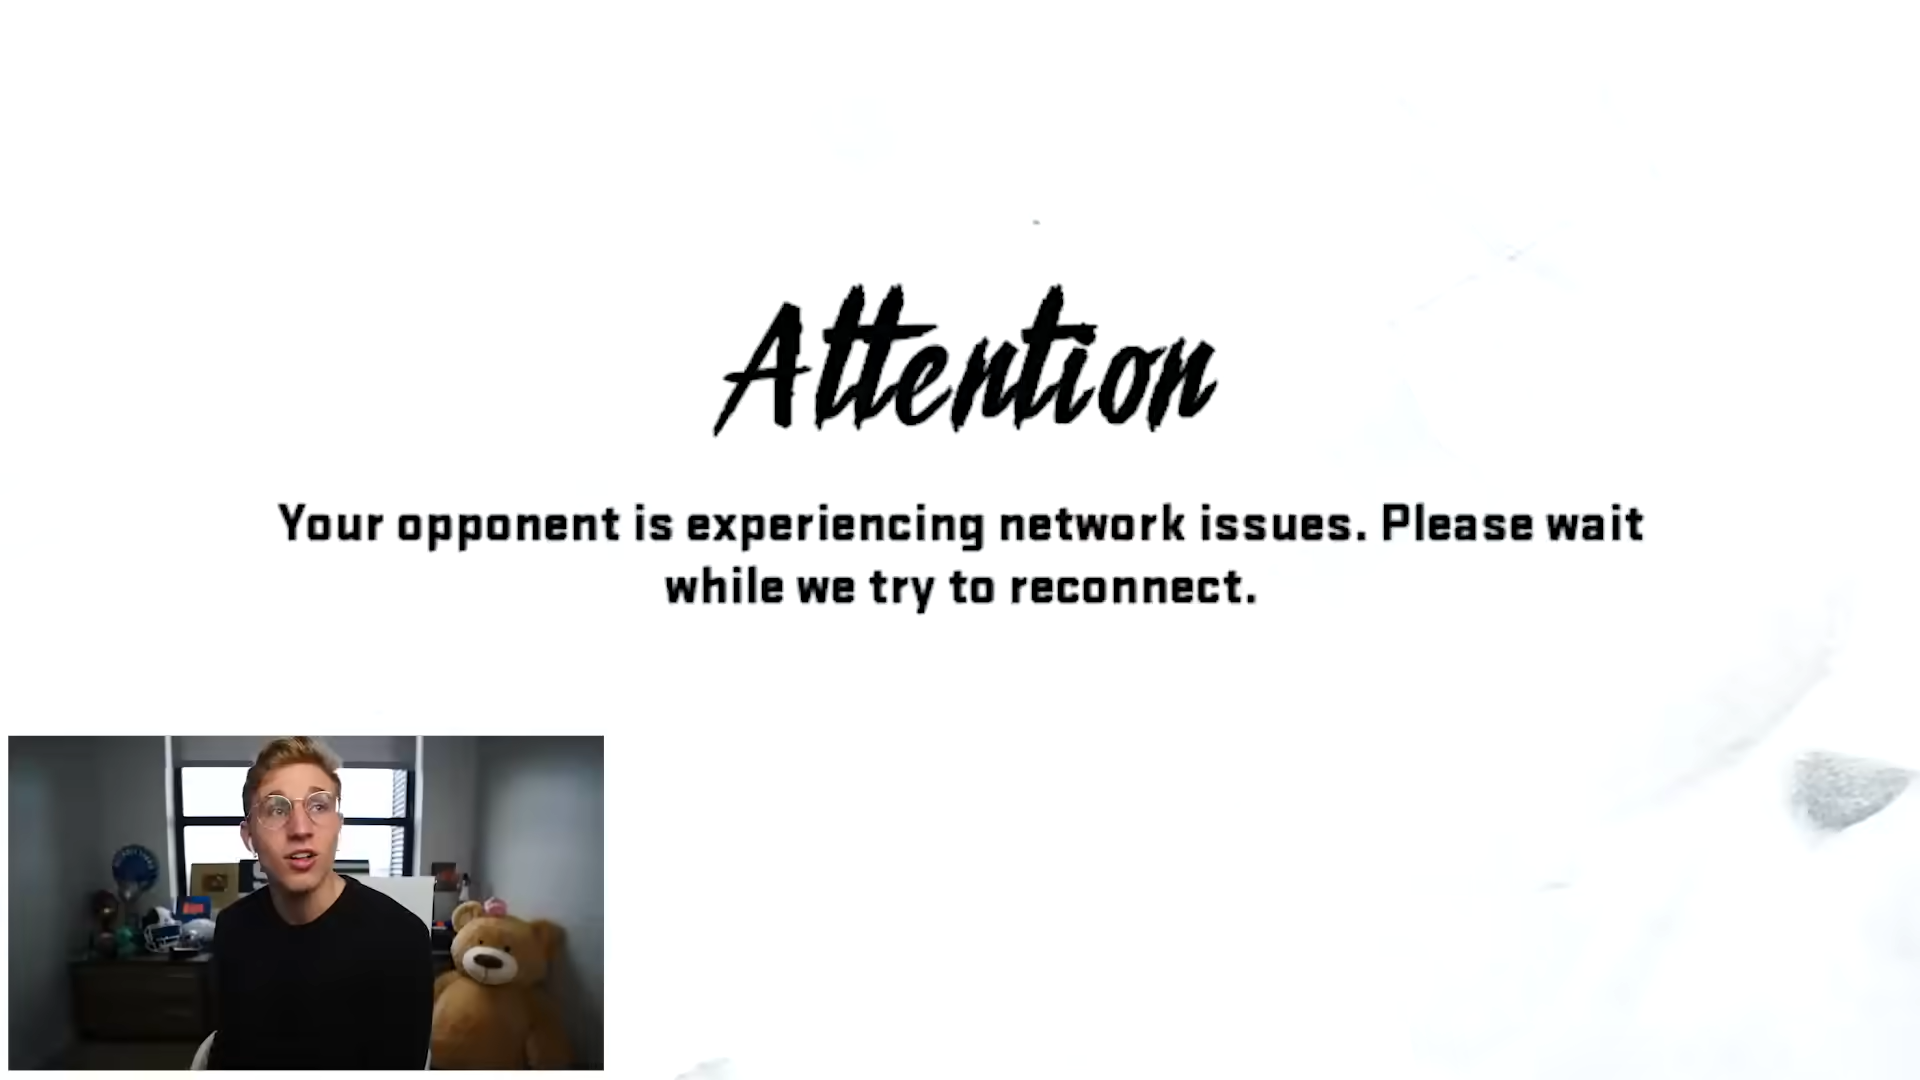 Attention
Your opponent is experiencing network issues. Please wait
while we try to reconnect.